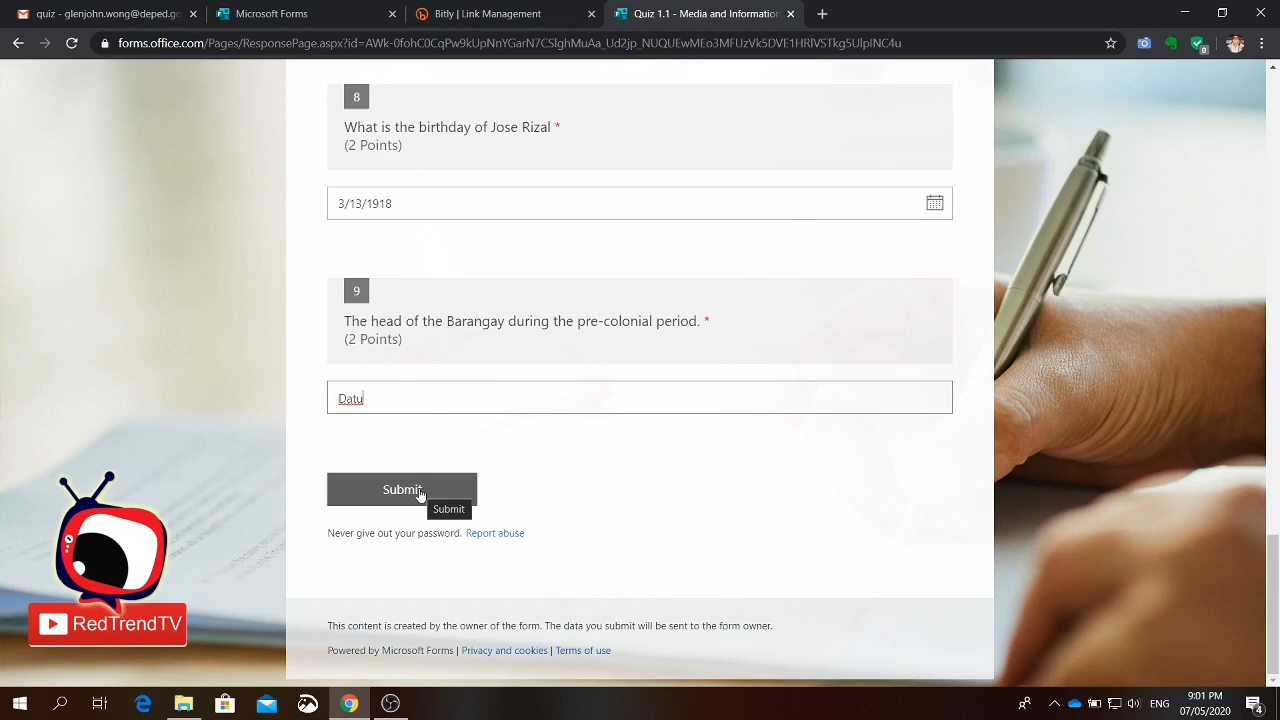 quiz - glenjohn.wong@deped.go
Microsoft Forms
Bitly | Link Management
Quiz 1.1 - Media and Information
forms.office.com/Pages/ResponsePage.aspx?id=AWk-0fohC0CqPw9kUpNnYGarN7CSlghMuAa_Ud2jp_NUQUEwMEo3MFUzVk5DVE1HRlVSTkg5UlpINC4u
0
8
What is the birthday of Jose Rizal *
(2 Points)
3/13/1918
9
The head of the Barangay during the pre-colonial period. *
(2 Points)
Datu
Submit
Submit
Never give out your password. Report abuse
RedTrendTV
This content is created by the owner of the form. The data you submit will be sent to the form owner.
Powered by Microsoft Forms | Privacy and cookies | Terms of use
ENG
9:01 PM
07/05/2020
4